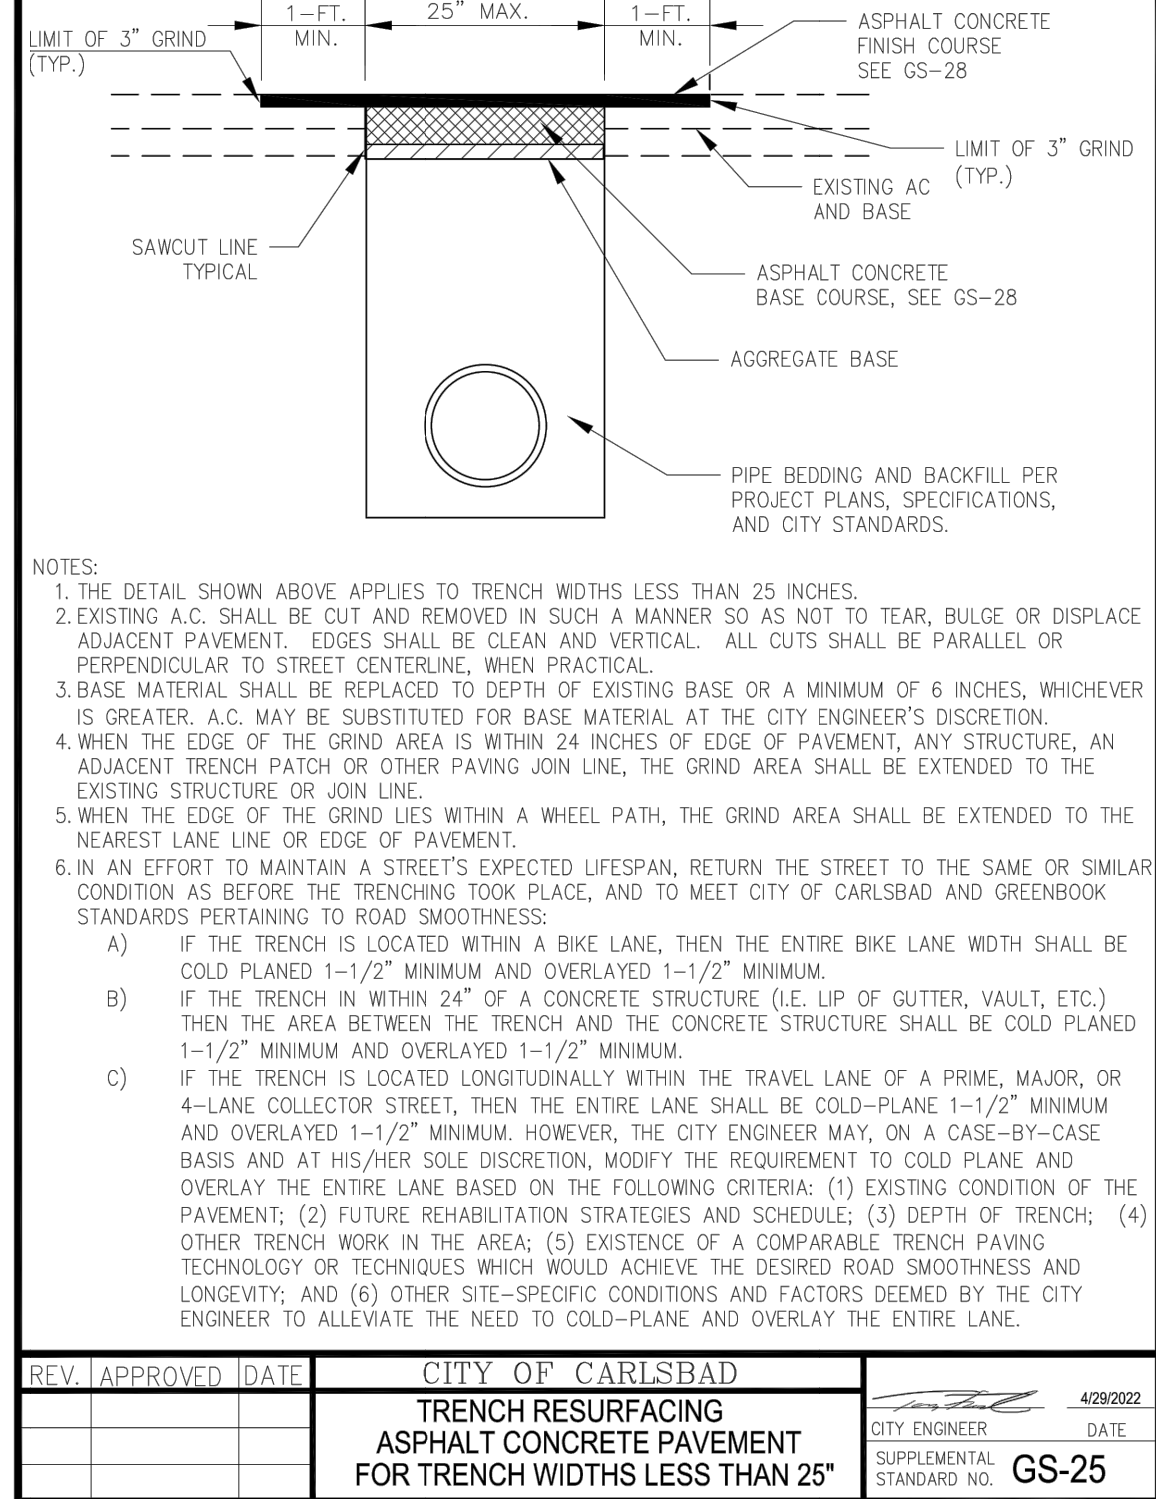 1-FT. MIN.
25" MAX.
1-FT. MIN.
LIMIT OF 3" GRIND
(TYP.)
ASPHALT CONCRETE
FINISH COURSE
SEE GS-28
LIMIT OF 3" GRIND
(TYP.)
EXISTING AC
AND BASE
SAWCUT LINE
TYPICAL
ASPHALT CONCRETE
BASE COURSE, SEE GS-28
AGGREGATE BASE
PIPE BEDDING AND BACKFILL PER
PROJECT PLANS, SPECIFICATIONS,
AND CITY STANDARDS.
NOTES:
1. THE DETAIL SHOWN ABOVE APPLIES TO TRENCH WIDTHS LESS THAN 25 INCHES.
2. EXISTING A.C. SHALL BE CUT AND REMOVED IN SUCH A MANNER SO AS NOT TO TEAR, BULGE OR DISPLACE
ADJACENT PAVEMENT. EDGES SHALL BE CLEAN AND VERTICAL. ALL CUTS SHALL BE PARALLEL OR
PERPENDICULAR TO STREET CENTERLINE, WHEN PRACTICAL.
3. BASE MATERIAL SHALL BE REPLACED TO DEPTH OF EXISTING BASE OR A MINIMUM OF 6 INCHES, WHICHEVER
IS GREATER. A.C. MAY BE SUBSTITUTED FOR BASE MATERIAL AT THE CITY ENGINEER'S DISCRETION.
4. WHEN THE EDGE OF THE GRIND AREA IS WITHIN 24 INCHES OF EDGE OF PAVEMENT, ANY STRUCTURE, AN
ADJACENT TRENCH PATCH OR OTHER PAVING JOIN LINE, THE GRIND AREA SHALL BE EXTENDED TO THE
EXISTING STRUCTURE OR JOIN LINE.
5. WHEN THE EDGE OF THE GRIND LIES WITHIN A WHEEL PATH, THE GRIND AREA SHALL BE EXTENDED TO THE
NEAREST LANE LINE OR EDGE OF PAVEMENT.
6. IN AN EFFORT TO MAINTAIN A STREET'S EXPECTED LIFESPAN, RETURN THE STREET TO THE SAME OR SIMILAR
CONDITION AS BEFORE THE TRENCHING TOOK PLACE, AND TO MEET CITY OF CARLSBAD AND GREENBOOK
STANDARDS PERTAINING TO ROAD SMOOTHNESS:
A) IF THE TRENCH IS LOCATED WITHIN A BIKE LANE, THEN THE ENTIRE BIKE LANE WIDTH SHALL BE
COLD PLANED 1-1/2" MINIMUM AND OVERLAYED 1-1/2" MINIMUM.
B) IF THE TRENCH IN WITHIN 24" OF A CONCRETE STRUCTURE (I.E. LIP OF GUTTER, VAULT, ETC.)
THEN THE AREA BETWEEN THE TRENCH AND THE CONCRETE STRUCTURE SHALL BE COLD PLANED
1-1/2" MINIMUM AND OVERLAYED 1-1/2" MINIMUM.
C) IF THE TRENCH IS LOCATED LONGITUDINALLY WITHIN THE TRAVEL LANE OF A PRIME, MAJOR, OR
4-LANE COLLECTOR STREET, THEN THE ENTIRE LANE SHALL BE COLD-PLANE 1-1/2" MINIMUM
AND OVERLAYED 1-1/2" MINIMUM. HOWEVER, THE CITY ENGINEER MAY, ON A CASE-BY-CASE
BASIS AND AT HIS/HER SOLE DISCRETION, MODIFY THE REQUIREMENT TO COLD PLANE AND
OVERLAY THE ENTIRE LANE BASED ON THE FOLLOWING CRITERIA: (1) EXISTING CONDITION OF THE
PAVEMENT; (2) FUTURE REHABILITATION STRATEGIES AND SCHEDULE; (3) DEPTH OF TRENCH; (4)
OTHER TRENCH WORK IN THE AREA; (5) EXISTENCE OF A COMPARABLE TRENCH PAVING
TECHNOLOGY OR TECHNIQUES WHICH WOULD ACHIEVE THE DESIRED ROAD SMOOTHNESS AND
LONGEVITY; AND (6) OTHER SITE-SPECIFIC CONDITIONS AND FACTORS DEEMED BY THE CITY
ENGINEER TO ALLEVIATE THE NEED TO COLD-PLANE AND OVERLAY THE ENTIRE LANE.
REV. APPROVED DATE
CITY OF CARLSBAD
TRENCH RESURFACING
ASPHALT CONCRETE PAVEMENT
FOR TRENCH WIDTHS LESS THAN 25"
4/29/2022
CITY ENGINEER DATE
SUPPLEMENTAL
STANDARD NO. GS-25